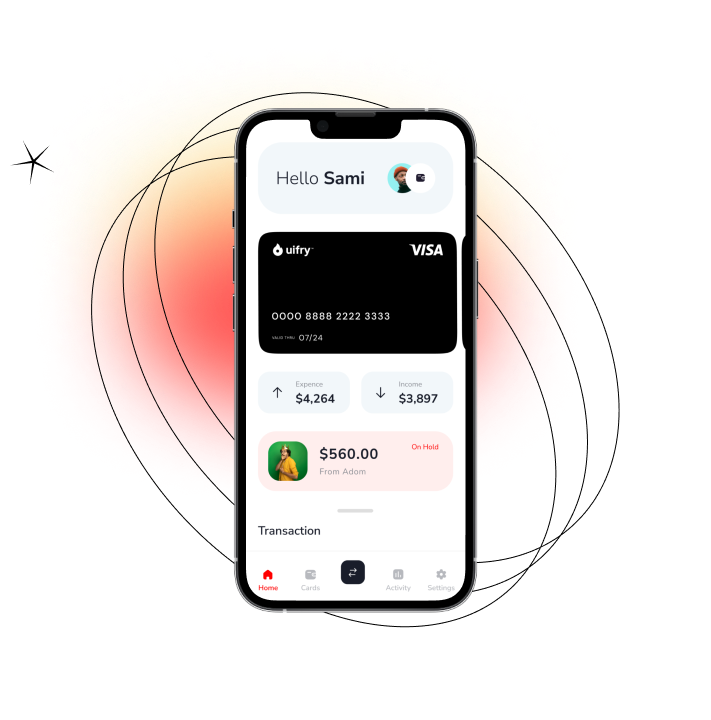 Hello Sami
uifry™
VISA
0000 8888 2222 3333
VALID THRU 07/24
Expence
$4,264
Income
$3,897
$560.00
On Hold
From Adom
Transaction
Home
Cards
Activity
Settings